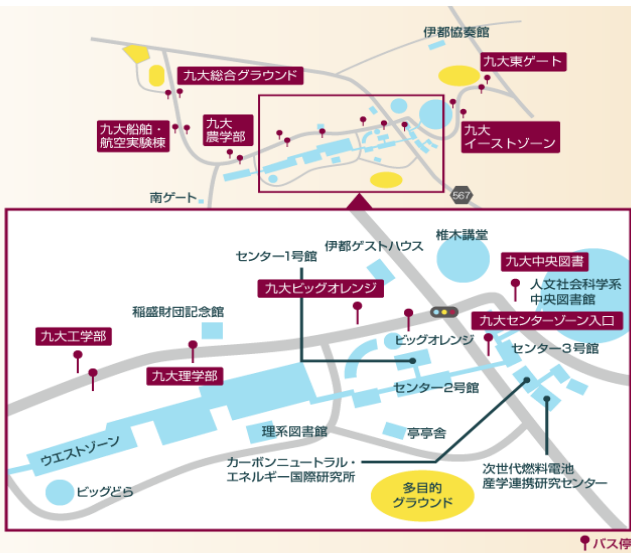 伊都協奏館
九大東ゲート
九大総合グラウンド
九大船舶・
航空実験棟
九大
農学部
九大
イーストゾーン
南ゲート
567
椎木講堂
伊都ゲストハウス
センター1号館
九大中央図書
人文社会科学系
中央図書館
九大ビッグオレンジ
稲盛財団記念館
九大センターゾーン入口
九大工学部
ビッグオレンジ
センター3号館
九大理学部
センター2号館
理系図書館
亭亭舎
ウエストゾーン
カーボンニュートラル・
エネルギー国際研究所
次世代燃料電池
産学連携研究センター
ビッグどら
多目的
グラウンド
バス停